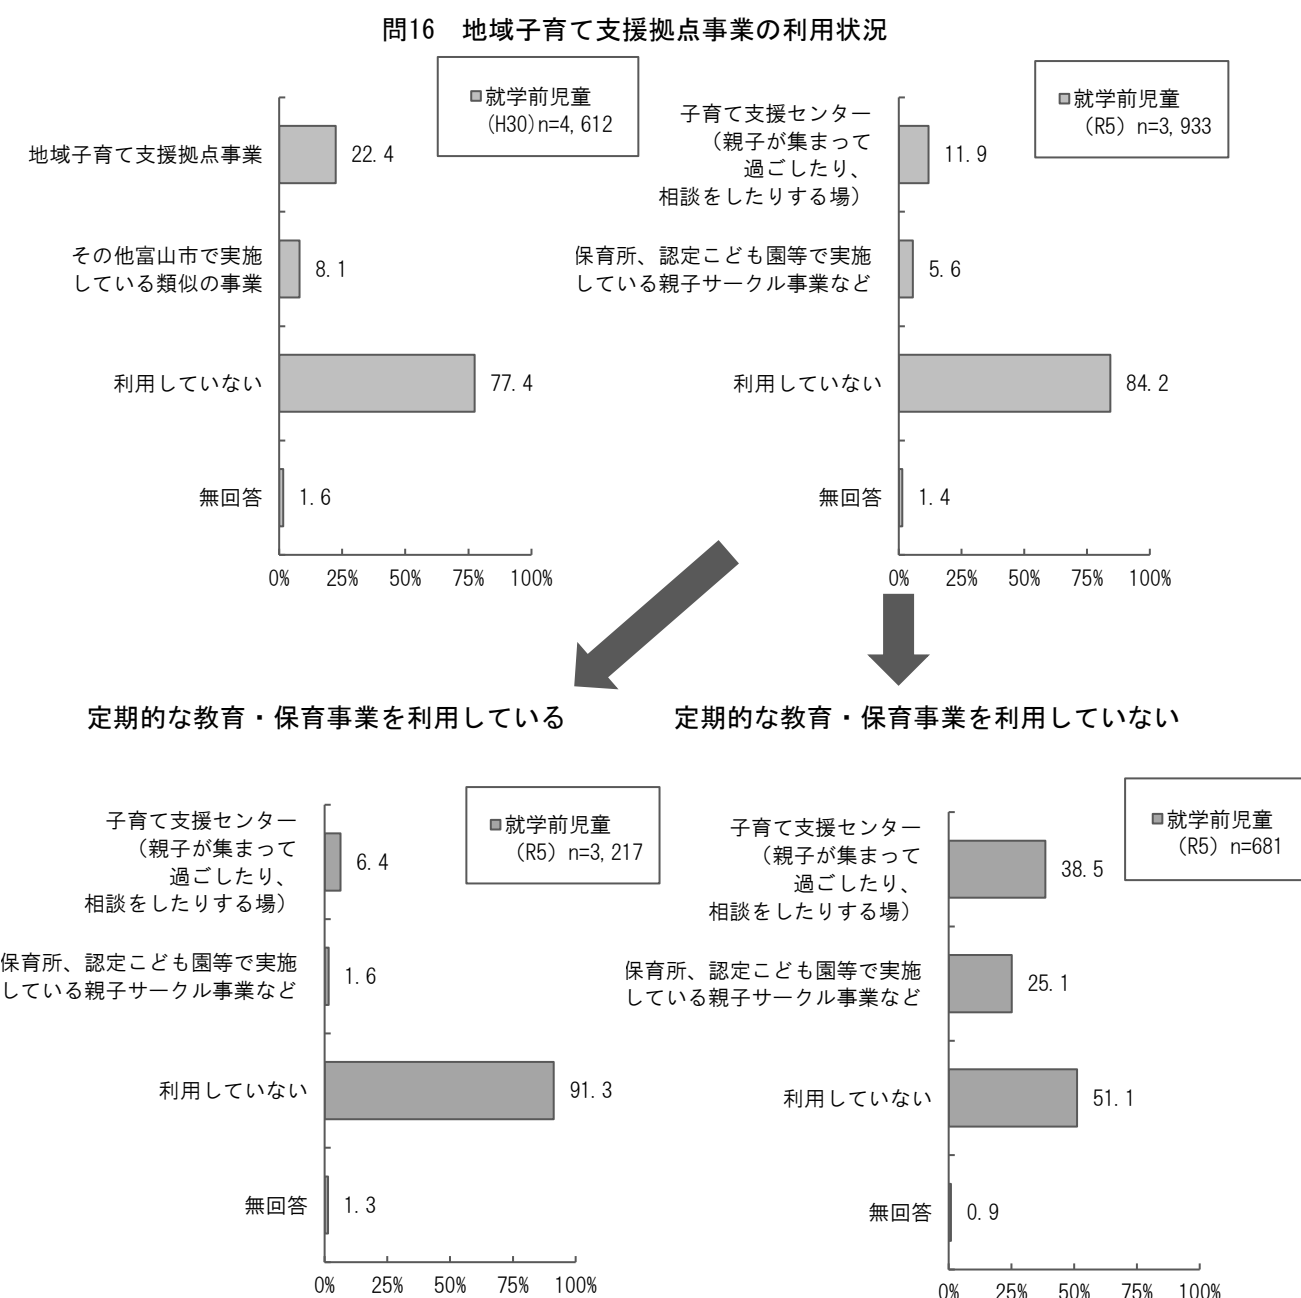 問16　地域子育て支援拠点事業の利用状況
就学前児童
(H30)n=4,612
地域子育て支援拠点事業
22.4
その他富山市で実施
している類似の事業
8.1
利用していない
77.4
無回答
1.6
0% 25% 50% 75% 100%
就学前児童
（R5）n=3,933
子育て支援センター
（親子が集まって
過ごしたり、
相談をしたりする場）
11.9
保育所、認定こども園等で実施
している親子サークル事業など
5.6
利用していない
84.2
無回答
1.4
0% 25% 50% 75% 100%
定期的な教育・保育事業を利用している
就学前児童
（R5）n=3,217
子育て支援センター
（親子が集まって
過ごしたり、
相談をしたりする場）
6.4
保育所、認定こども園等で実施
している親子サークル事業など
1.6
利用していない
91.3
無回答
1.3
0% 25% 50% 75% 100%
定期的な教育・保育事業を利用していない
就学前児童
（R5）n=681
子育て支援センター
（親子が集まって
過ごしたり、
相談をしたりする場）
38.5
保育所、認定こども園等で実施
している親子サークル事業など
25.1
利用していない
51.1
無回答
0.9
0% 25% 50% 75% 100%